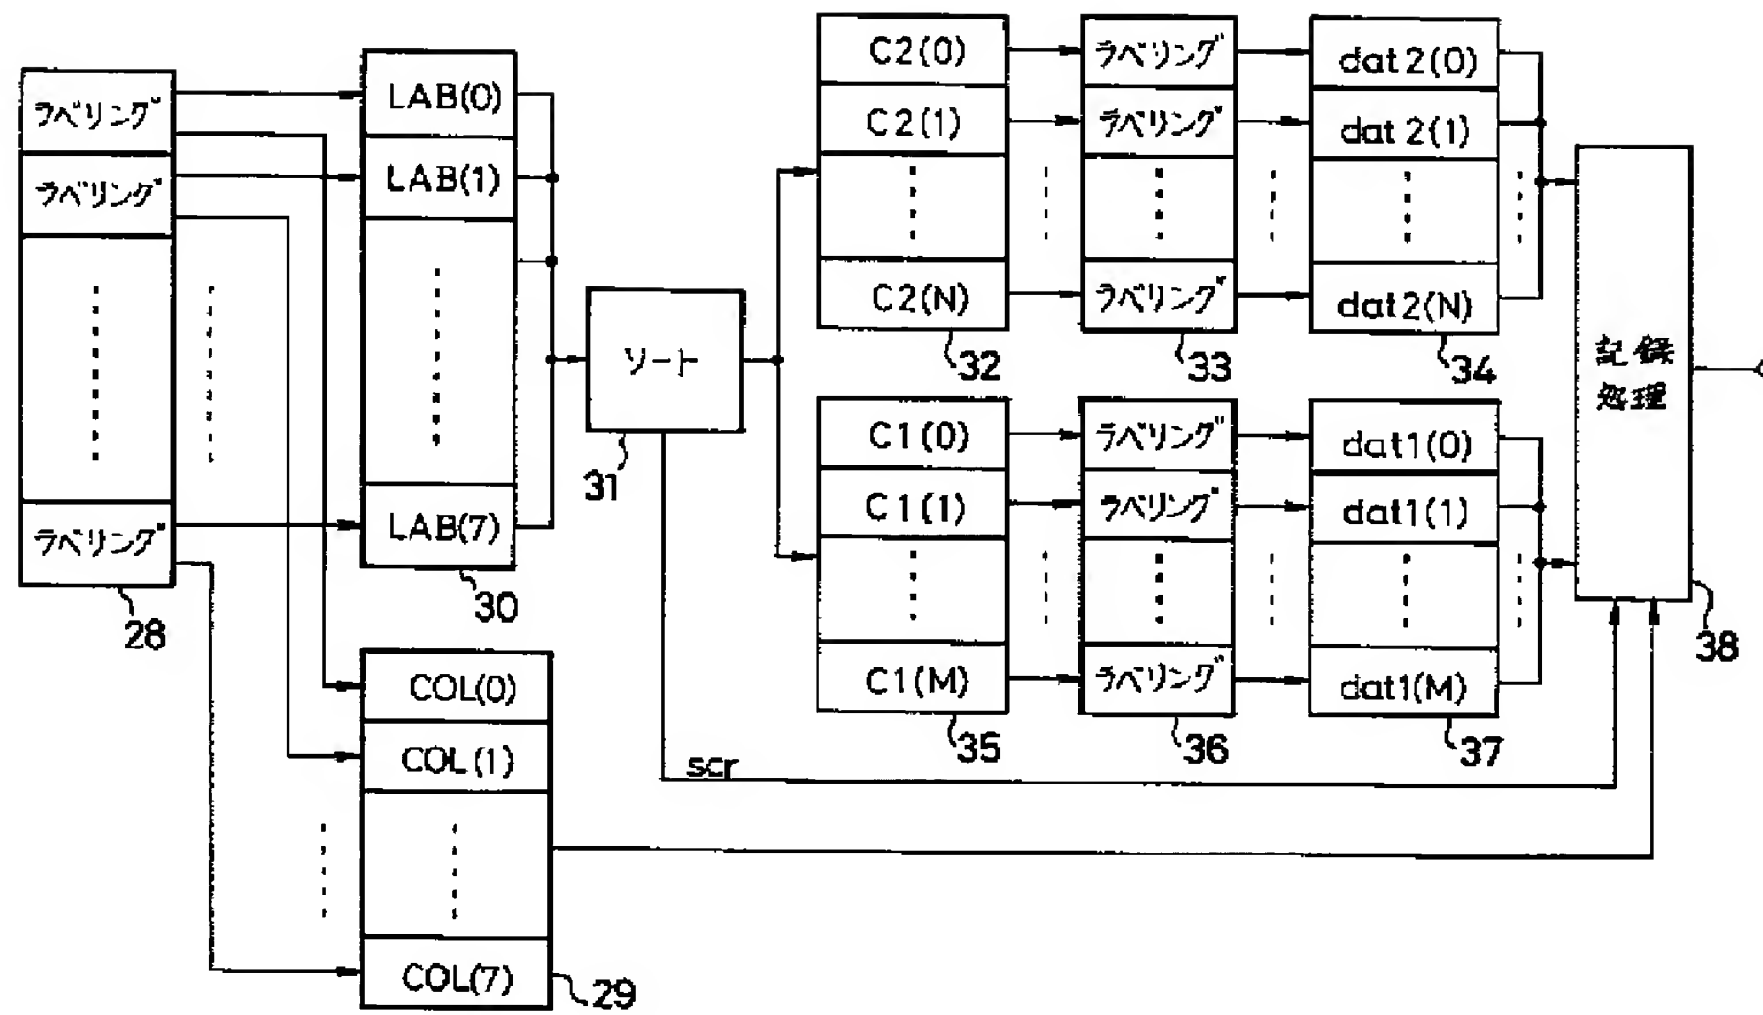 ラベリング
ラベリング
ラベリング
28
LAB(0)
LAB(1)
LAB(7)
30
COL(0)
COL(1)
COL(7)
29
ソート
31
scr
C2(0)
C2(1)
C2(N)
32
ラベリング
ラベリング
ラベリング
33
dat2(0)
dat2(1)
dat2(N)
34
C1(0)
C1(1)
C1(M)
35
ラベリング
ラベリング
ラベリング
36
dat1(0)
dat1(1)
dat1(M)
37
記録
処理
38